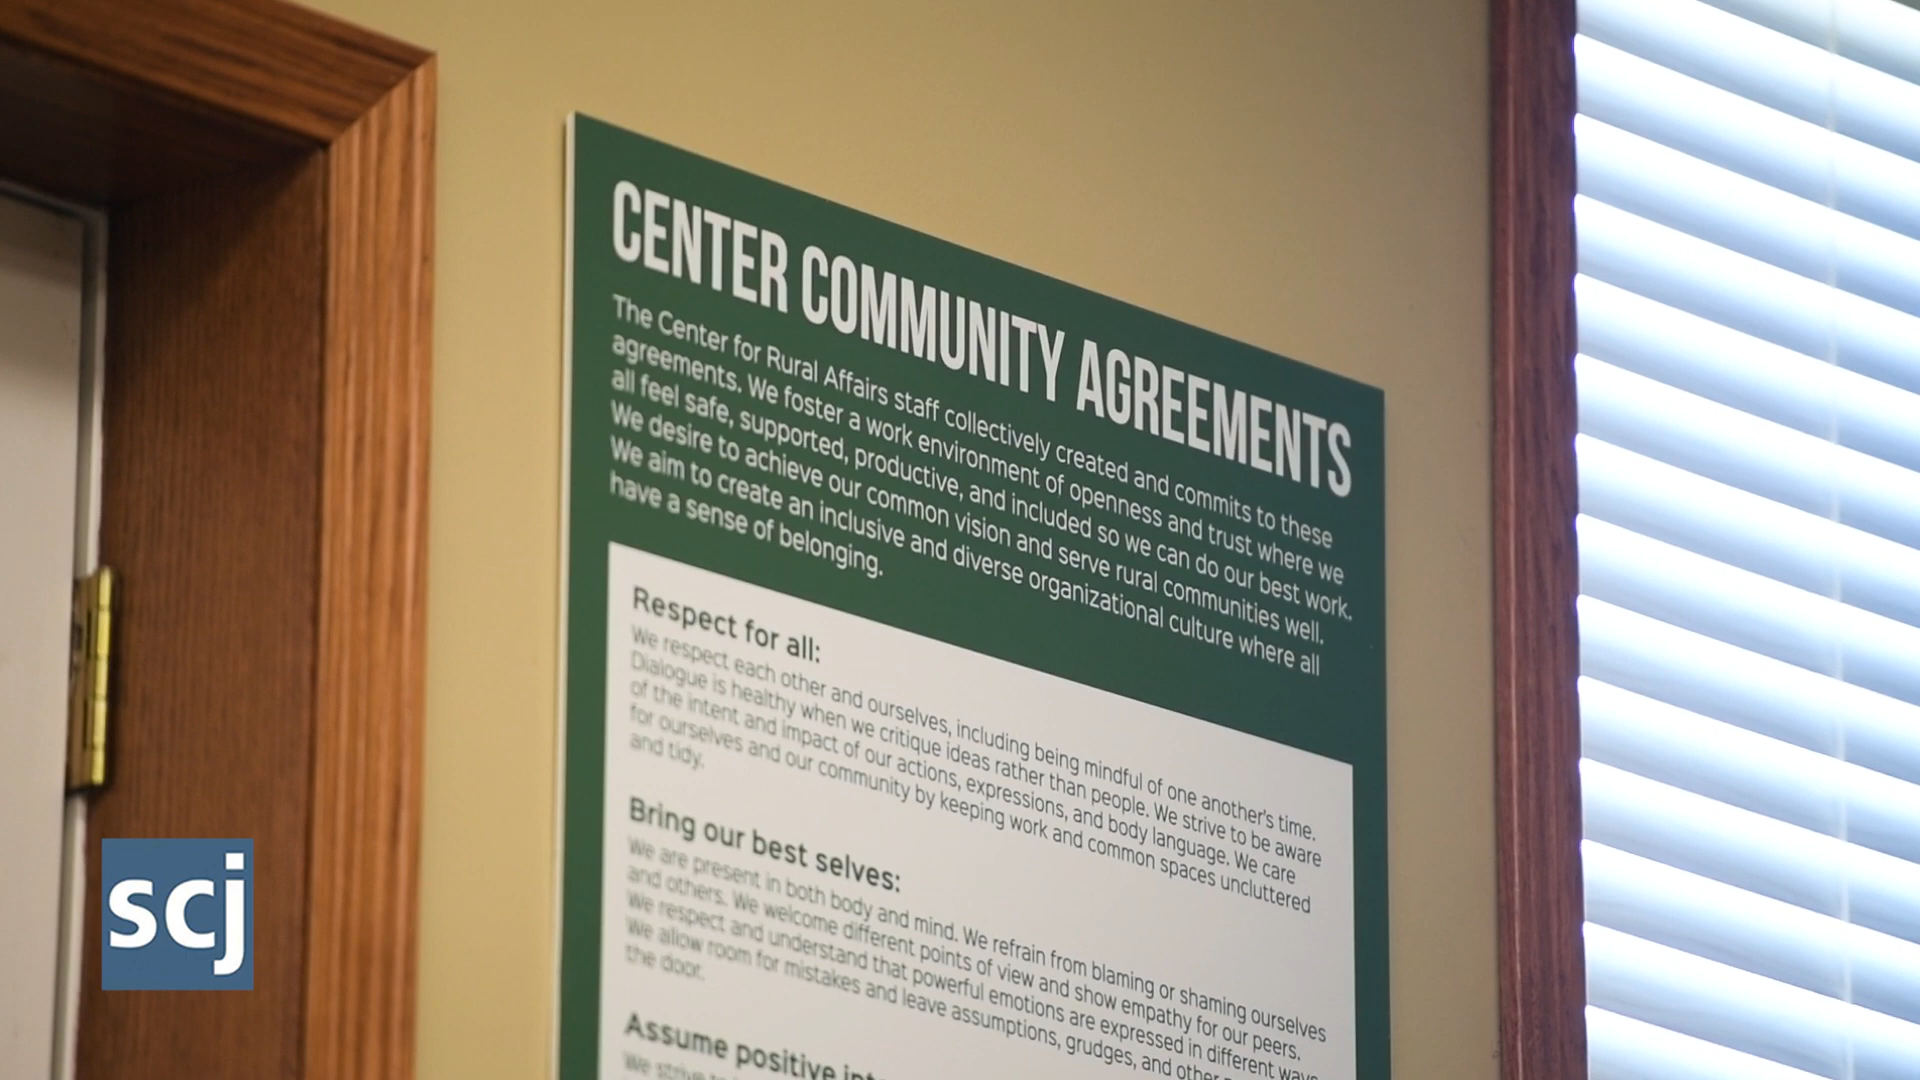 CENTER COMMUNITY AGREEMENTS
The Center for Rural Affairs staff collectively created and commits to these
agreements. We foster a work environment of openness and trust where we
all feel safe, supported, productive, and included so we can do our best work.
We desire to achieve our common vision and serve rural communities well.
We aim to create an inclusive and diverse organizational culture where all
have a sense of belonging.
Respect for all:
We respect each other and ourselves, including being mindful of one another's time.
Dialogue is healthy when we critique ideas rather than people. We strive to be aware
of the intent and impact of our actions, expressions, and body language. We care
for ourselves and our community by keeping work and common spaces uncluttered
and tidy.
Bring our best selves:
We are present in both body and mind. We refrain from blaming or shaming ourselves
and others. We welcome different points of view and show empathy for our peers.
We respect and understand that powerful emotions are expressed in different ways.
We allow room for mistakes and leave assumptions, grudges, and other
the door.
Assume positive
We strive
scj